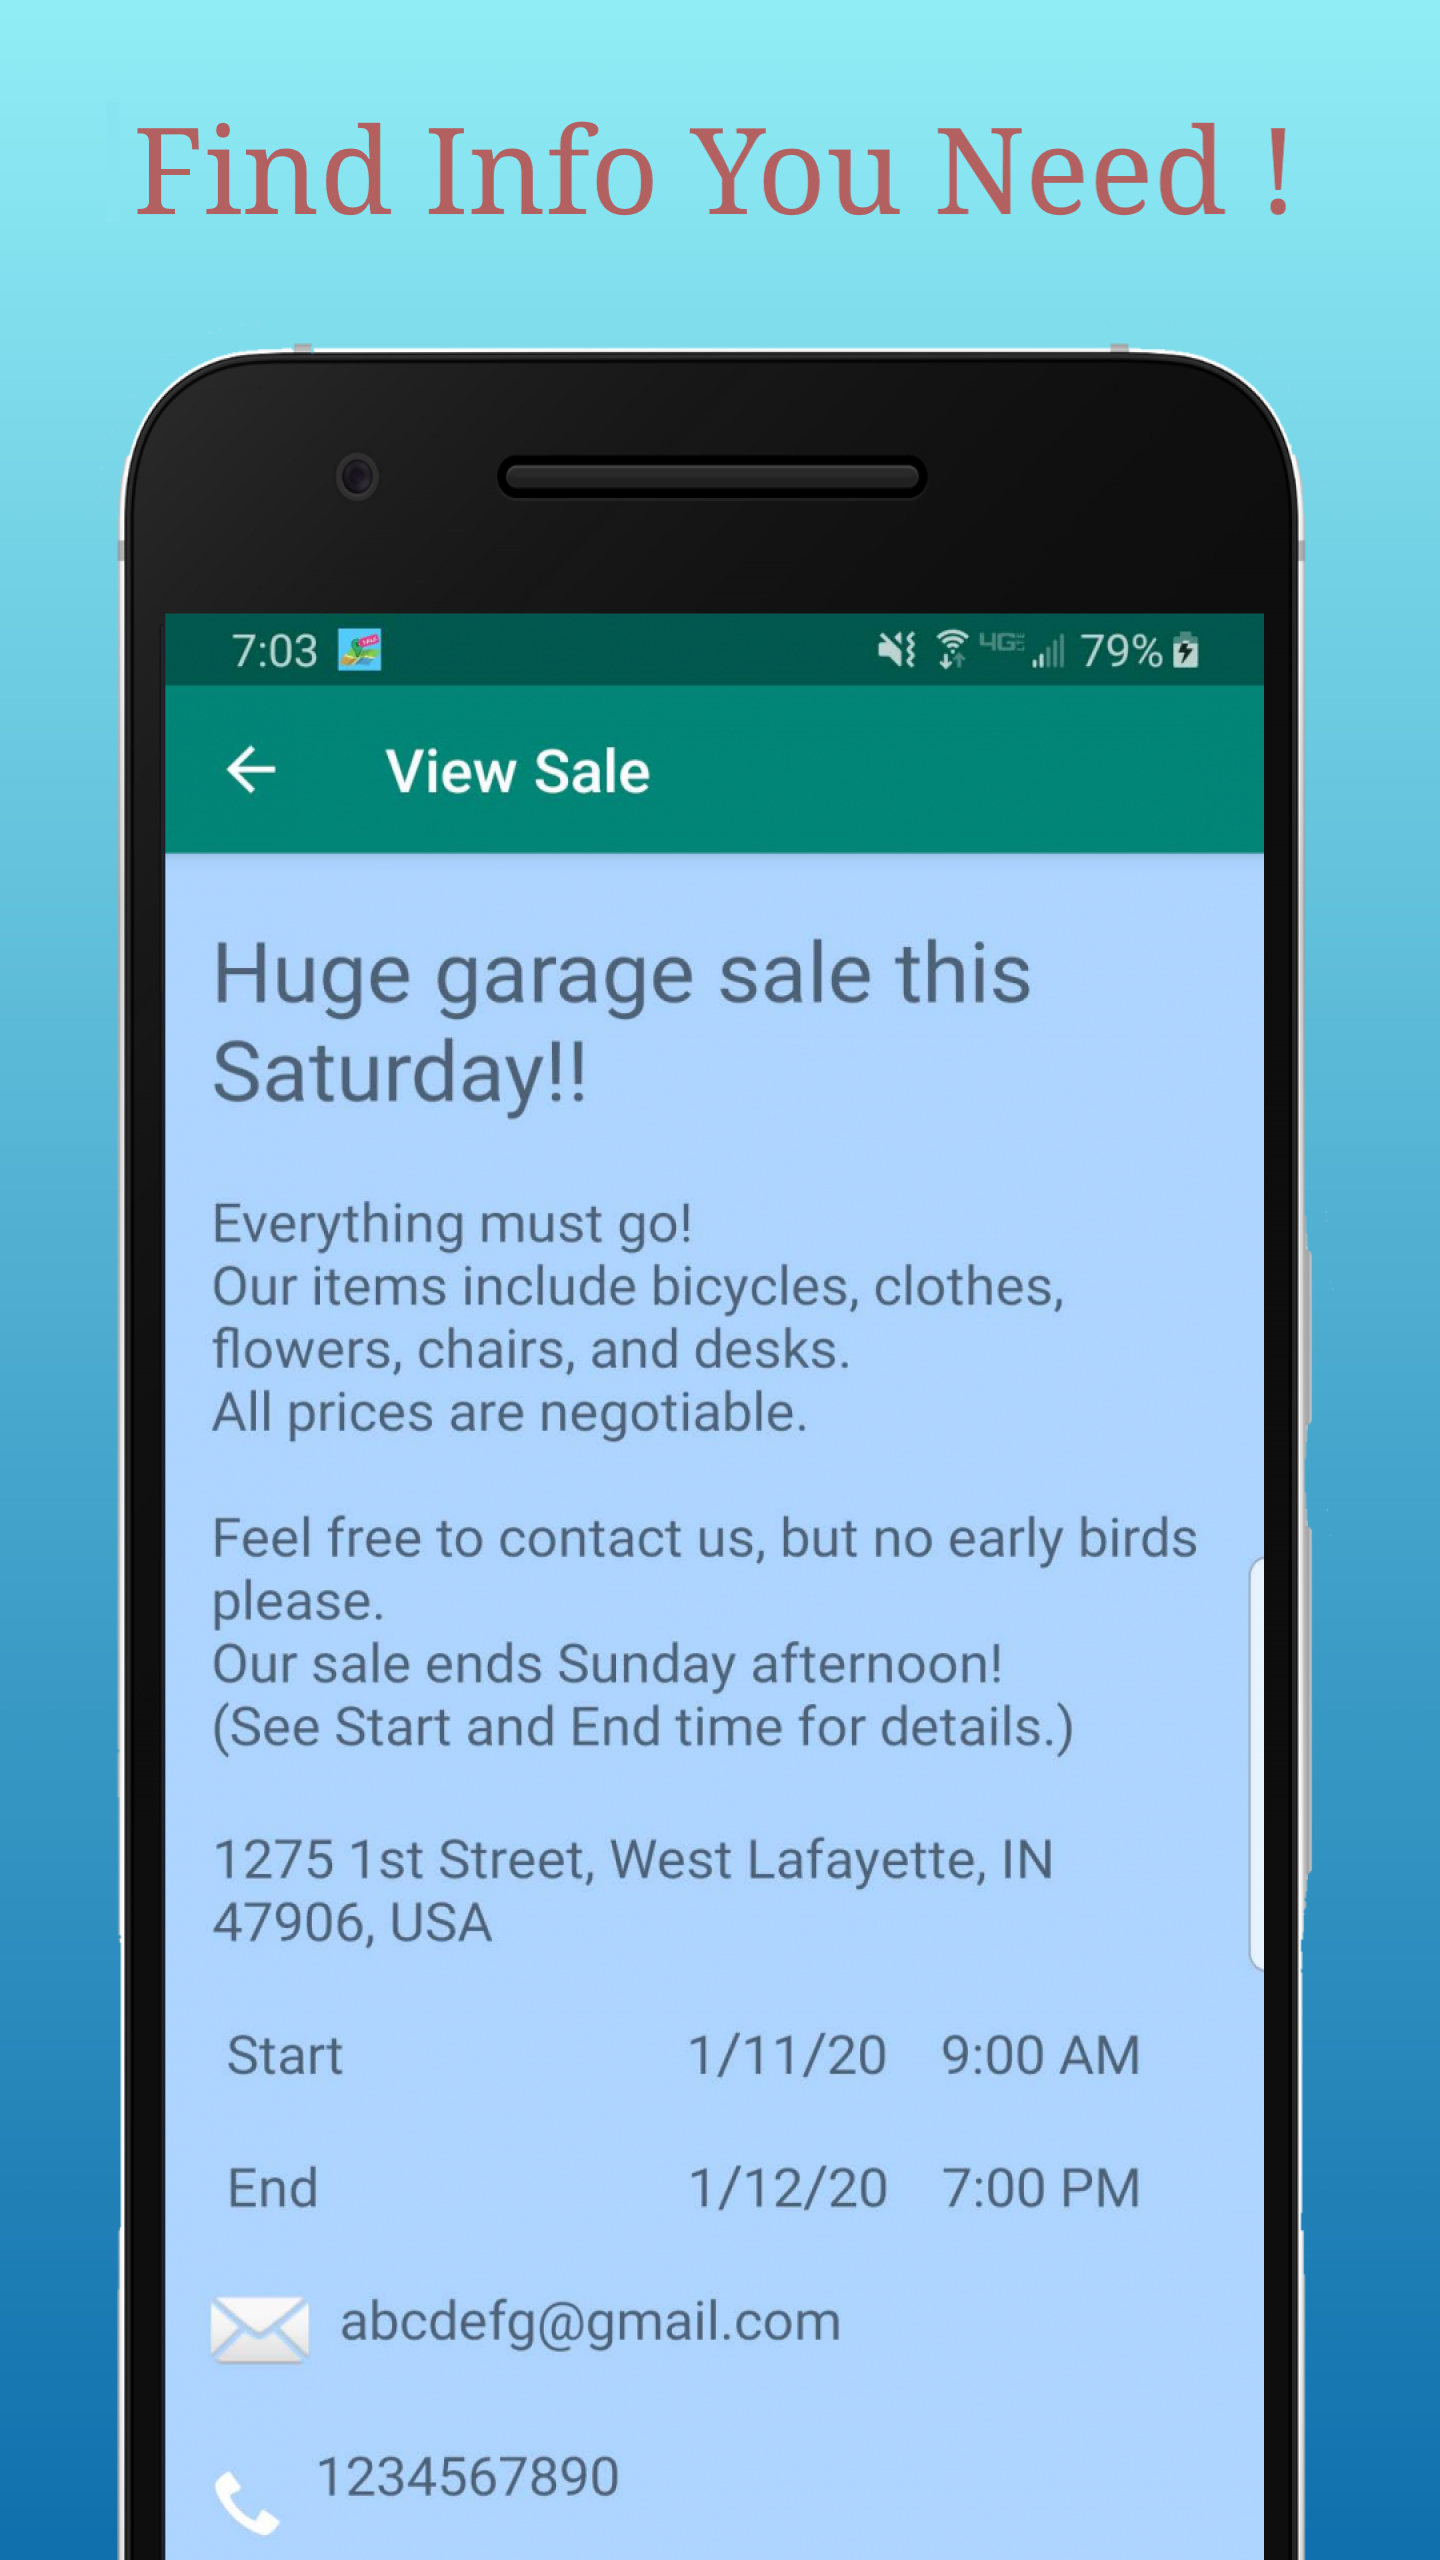 Find Info You Need !
7:03 4G 79%
View Sale
Huge garage sale this
Saturday!!
Everything must go!
Our items include bicycles, clothes,
flowers, chairs, and desks.
All prices are negotiable.
Feel free to contact us, but no early birds
please.
Our sale ends Sunday afternoon!
(See Start and End time for details.)
1275 1st Street, West Lafayette, IN
47906, USA
Start 1/11/20 9:00 AM
End 1/12/20 7:00 PM
abcdefg@gmail.com
1234567890